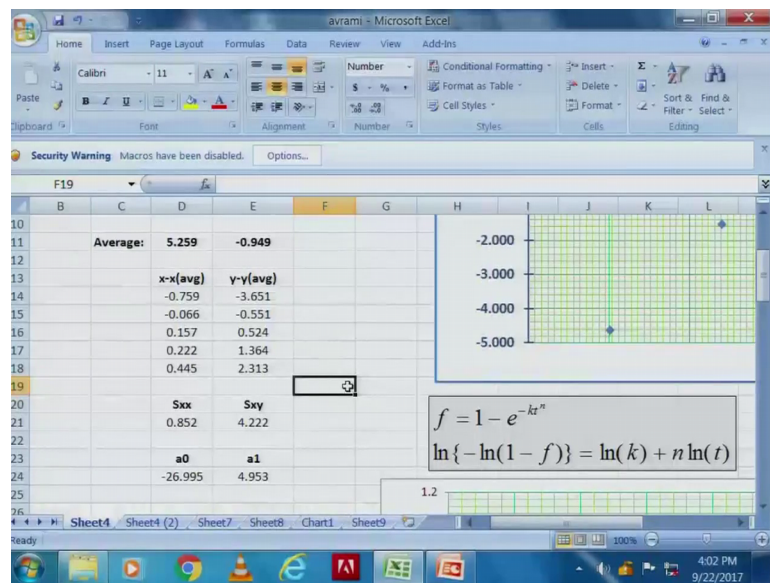 avrami - Microsoft Excel
Home Insert Page Layout Formulas Data Review View Add-Ins
Paste
Calibri 11 A A
B I U
Number
$ - % ,
Conditional Formatting
Format as Table
Cell Styles
Insert
Delete
Format
Σ
Sort & Filter
Find & Select
Clipboard Font Alignment Number Styles Cells Editing
Security Warning Macros have been disabled. Options...
F19 fx
B C D E F G H I J K L
10
11 Average: 5.259 -0.949
12
13 x-x(avg) y-y(avg)
14 -0.759 -3.651
15 -0.066 -0.551
16 0.157 0.524
17 0.222 1.364
18 0.445 2.313
19
20 Sxx Sxy
21 0.852 4.222
22
23 a0 a1
24 -26.995 4.953
25
26
-2.000
-3.000
-4.000
-5.000
f = 1 − e^{−kt^n}
ln{−ln(1 − f)} = ln(k) + n ln(t)
1.2
Sheet4 Sheet4 (2) Sheet7 Sheet8 Chart1 Sheet9
Ready 100%
4:02 PM
9/22/2017